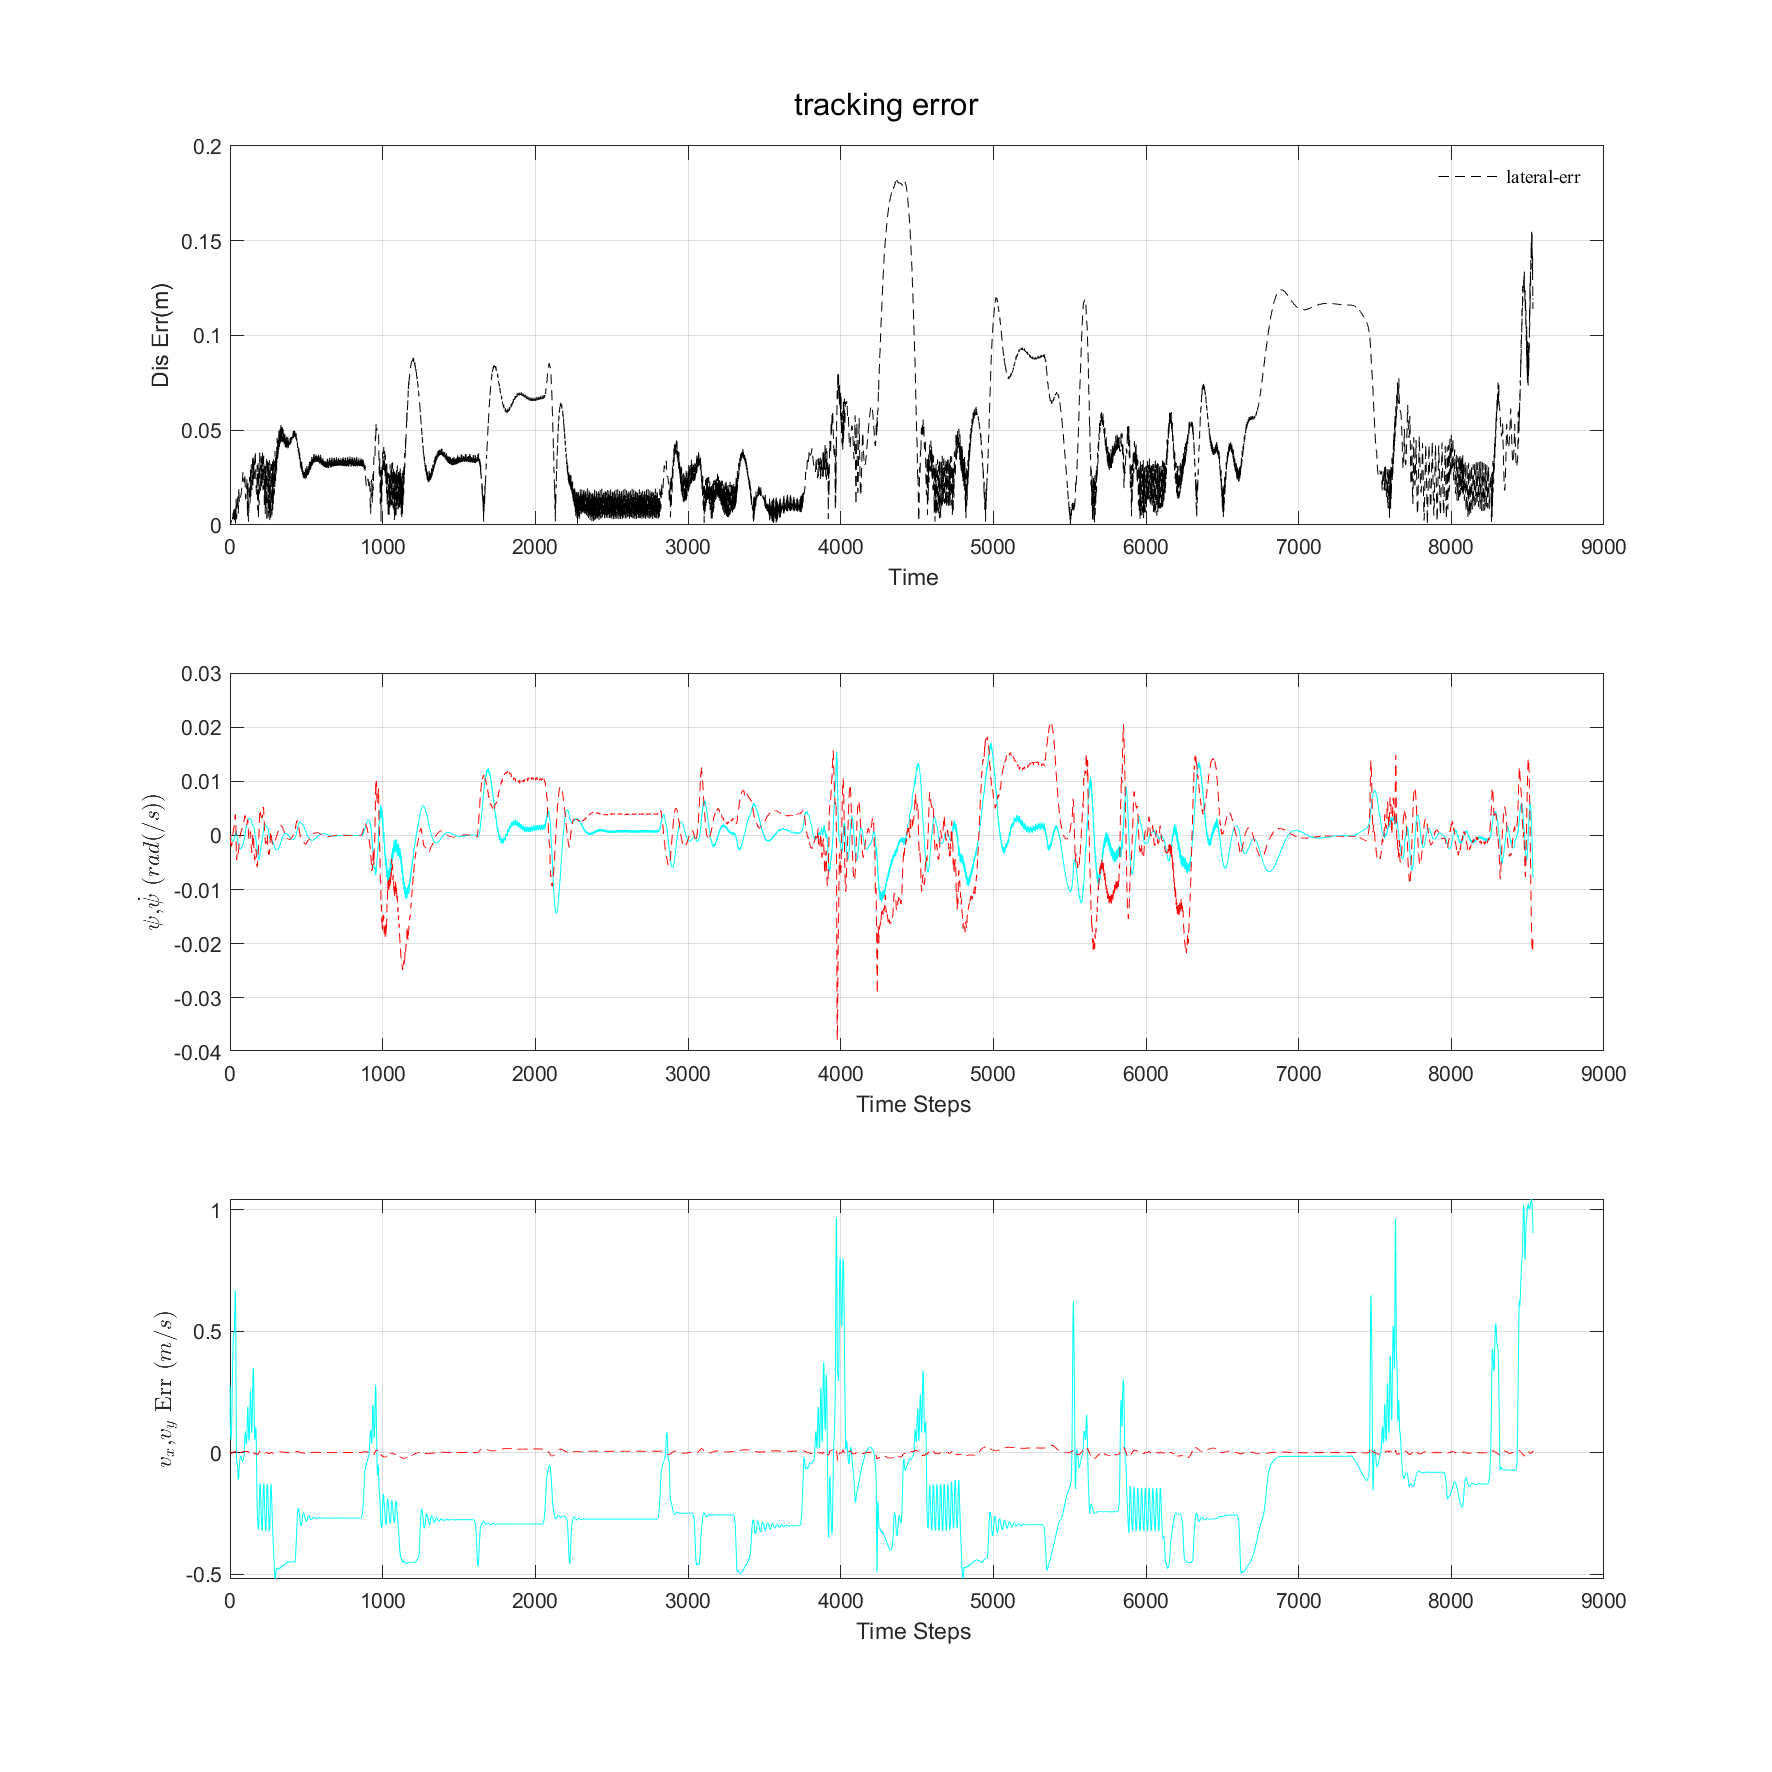 tracking error
0.2
0.15
0.1
0.05
0
Dis Err(m)
lateral-err
0 1000 2000 3000 4000 5000 6000 7000 8000 9000
Time
0.03
0.02
0.01
0
-0.01
-0.02
-0.03
-0.04
ψ,ψ̇ (rad(/s))
0 1000 2000 3000 4000 5000 6000 7000 8000 9000
Time Steps
1
0.5
0
-0.5
vₓ,v_y Err (m/s)
0 1000 2000 3000 4000 5000 6000 7000 8000 9000
Time Steps